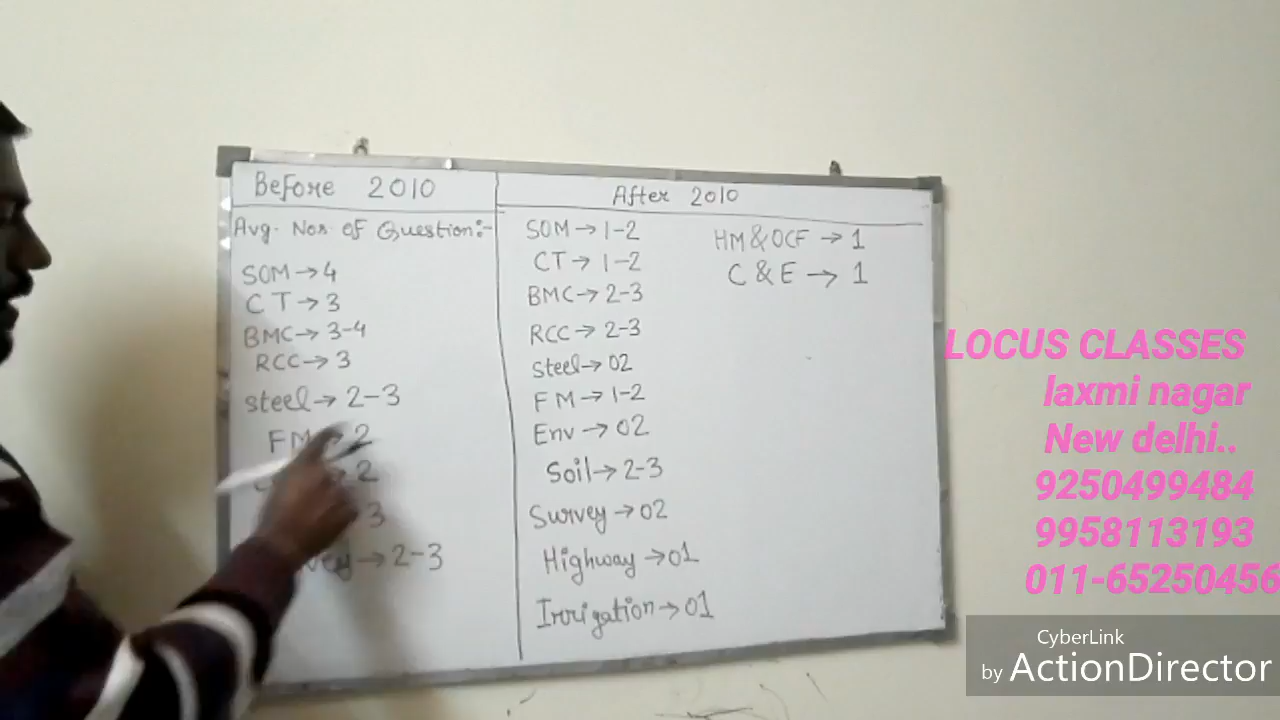 Before 2010
Avg. Nos of Question:-
SOM → 4
CT → 3
BMC → 3-4
RCC → 3
steel → 2-3
FM → 2
→ 2
3
vey → 2-3
After 2010
SOM → 1-2
CT → 1-2
BMC → 2-3
RCC → 2-3
steel → 02
FM → 1-2
Env → 02
Soil → 2-3
Survey → 02
Highway → 01
Irrigation → 01
HM & OCF → 1
C & E → 1
LOCUS CLASSES
laxmi nagar
New delhi..
9250499484
9958113193
011-65250456
CyberLink
by ActionDirector